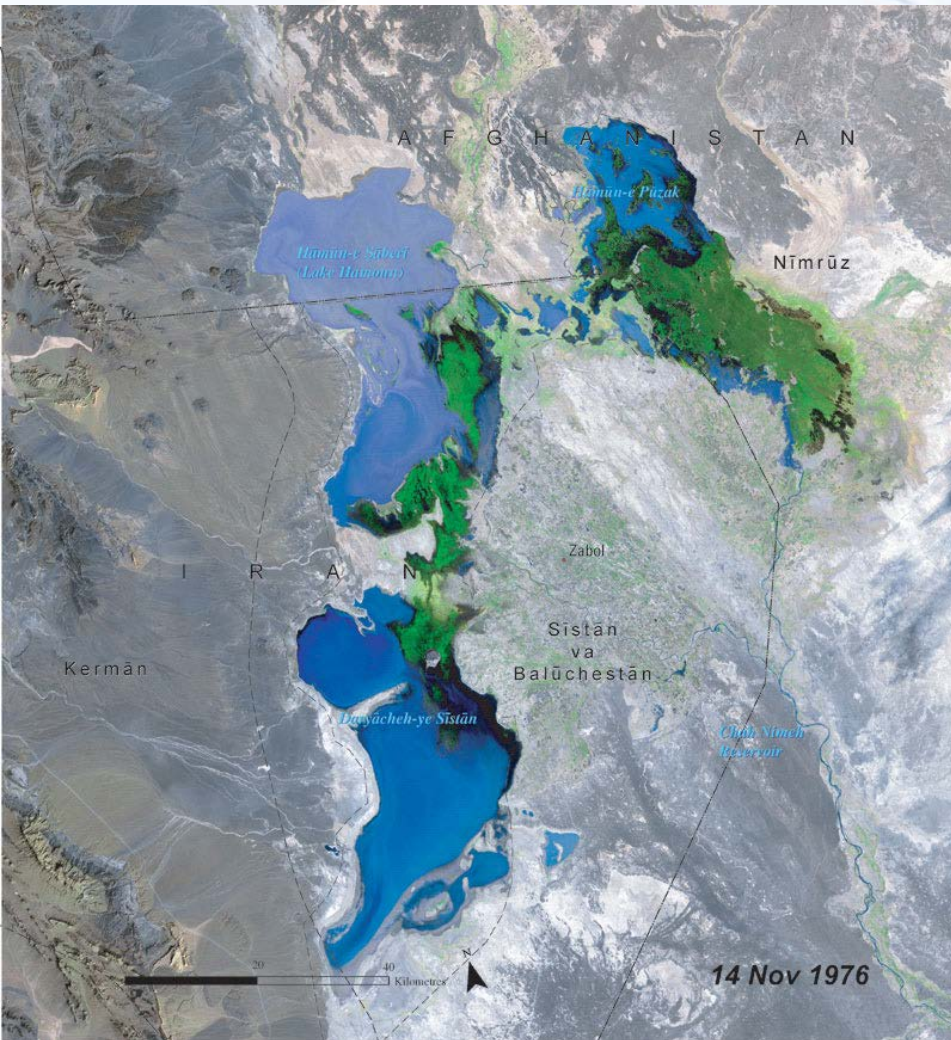 AFGHANISTAN
Hāmūn-e Pūzak
Hāmūn-e Sāberī
(Lake Hamoun)
Nīmrūz
Zabol
IRAN
Sīstān
va
Balūchestān
Kermān
Daryācheh-ye Sīstān
Chah Nimeh
Reservoir
N
20
40
Kilometres
14 Nov 1976